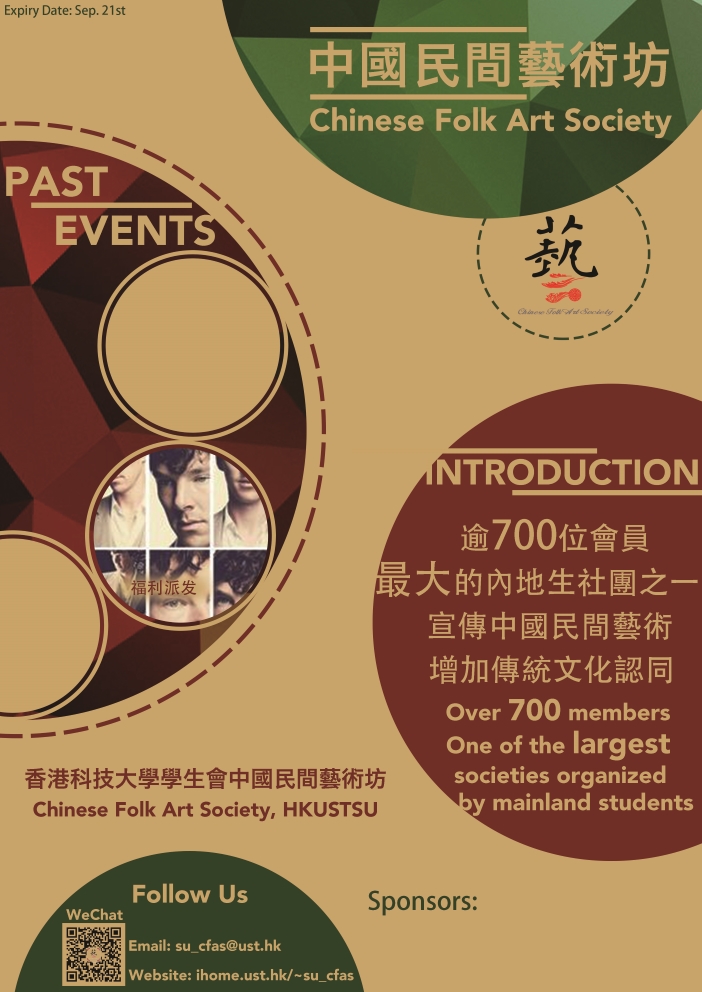 Expiry Date: Sep. 21st
中國民間藝術坊
Chinese Folk Art Society
PAST
EVENTS
藝
Chinese Folk Art Society
福利派发
INTRODUCTION
逾700位會員
最大的內地生社團之一
宣傳中國民間藝術
增加傳統文化認同
Over 700 members
One of the largest
societies organized
by mainland students
香港科技大學學生會中國民間藝術坊
Chinese Folk Art Society, HKUSTSU
Follow Us
WeChat
Email: su_cfas@ust.hk
Website: ihome.ust.hk/~su_cfas
Sponsors: